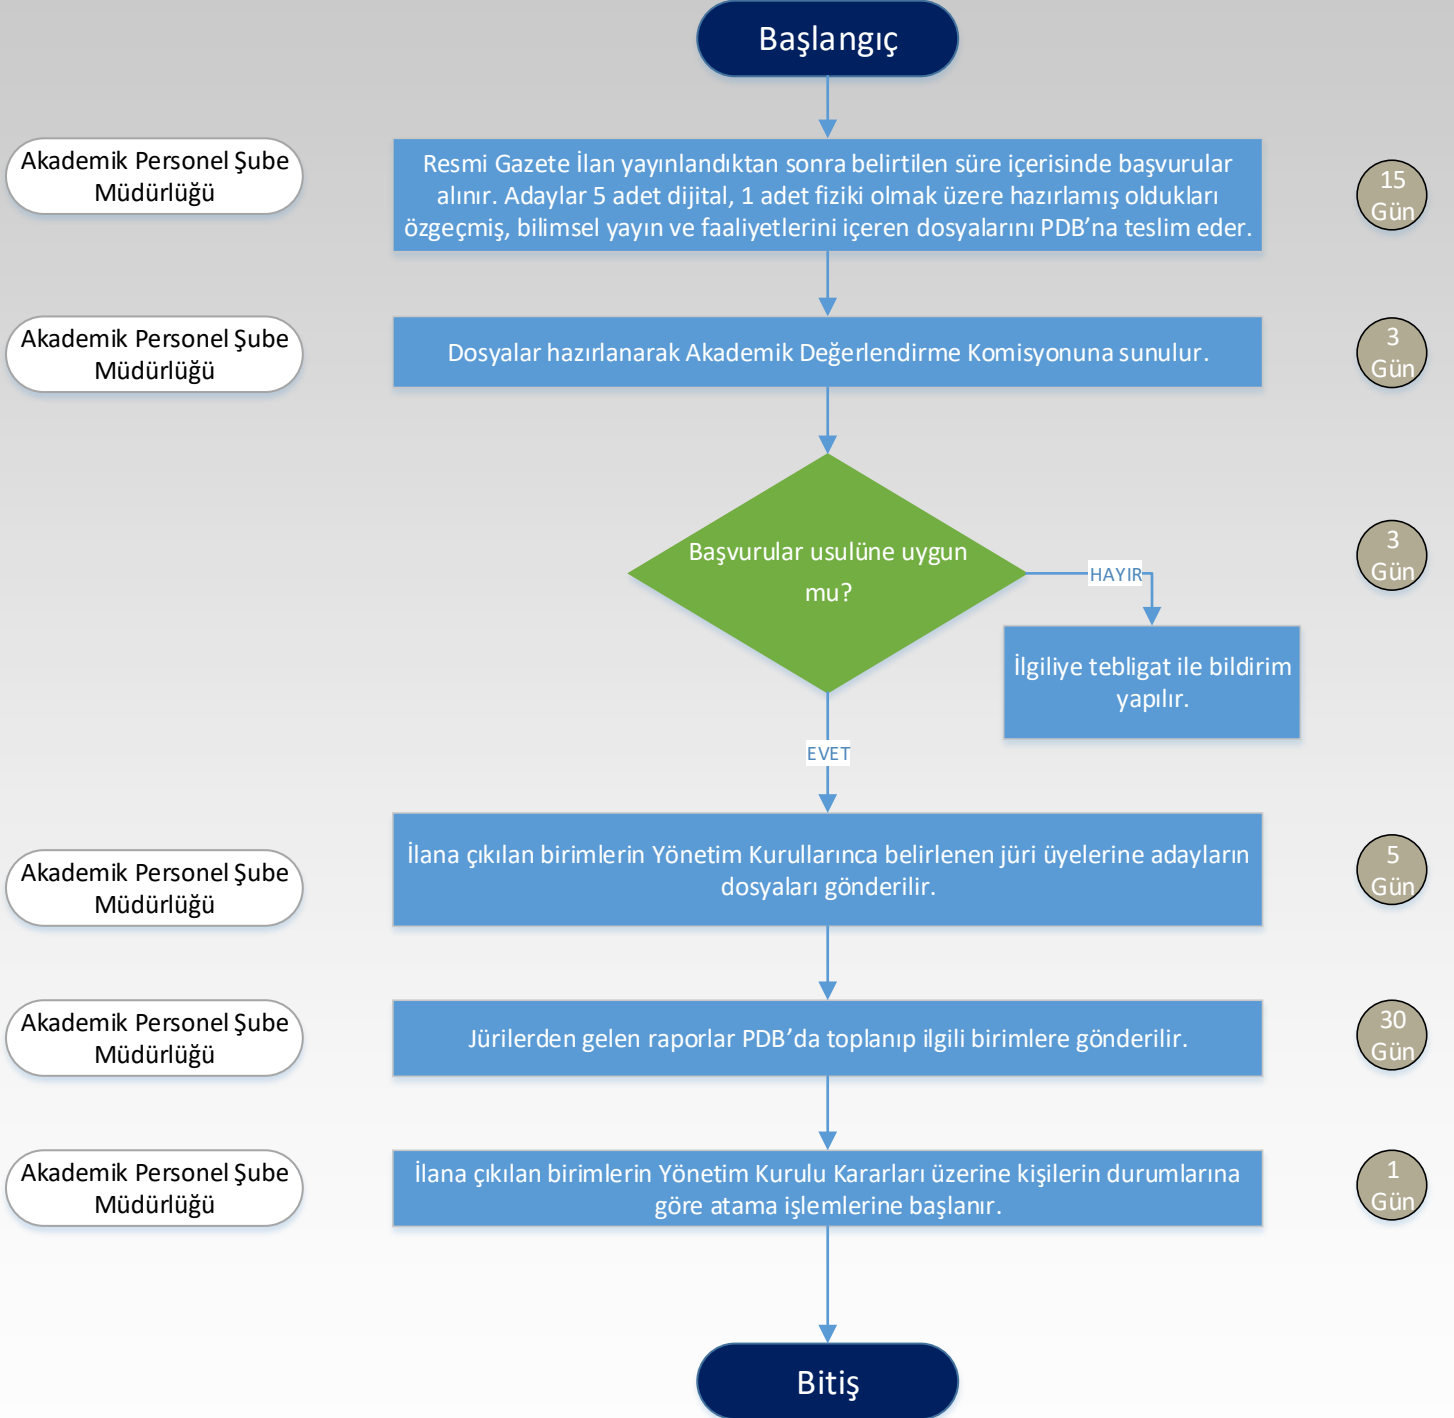 Başlangıç
Akademik Personel Şube
Müdürlüğü
Resmi Gazete İlan yayınlandıktan sonra belirtilen süre içerisinde başvurular
alınır. Adaylar 5 adet dijital, 1 adet fiziki olmak üzere hazırlamış oldukları
özgeçmiş, bilimsel yayın ve faaliyetlerini içeren dosyalarını PDB’na teslim eder.
15
Gün
Akademik Personel Şube
Müdürlüğü
Dosyalar hazırlanarak Akademik Değerlendirme Komisyonuna sunulur.
3
Gün
Başvurular usulüne uygun
mu?
3
Gün
HAYIR
İlgiliye tebligat ile bildirim
yapılır.
EVET
Akademik Personel Şube
Müdürlüğü
İlana çıkılan birimlerin Yönetim Kurullarınca belirlenen jüri üyelerine adayların
dosyaları gönderilir.
5
Gün
Akademik Personel Şube
Müdürlüğü
Jürilerden gelen raporlar PDB’da toplanıp ilgili birimlere gönderilir.
30
Gün
Akademik Personel Şube
Müdürlüğü
İlana çıkılan birimlerin Yönetim Kurulu Kararları üzerine kişilerin durumlarına
göre atama işlemlerine başlanır.
1
Gün
Bitiş